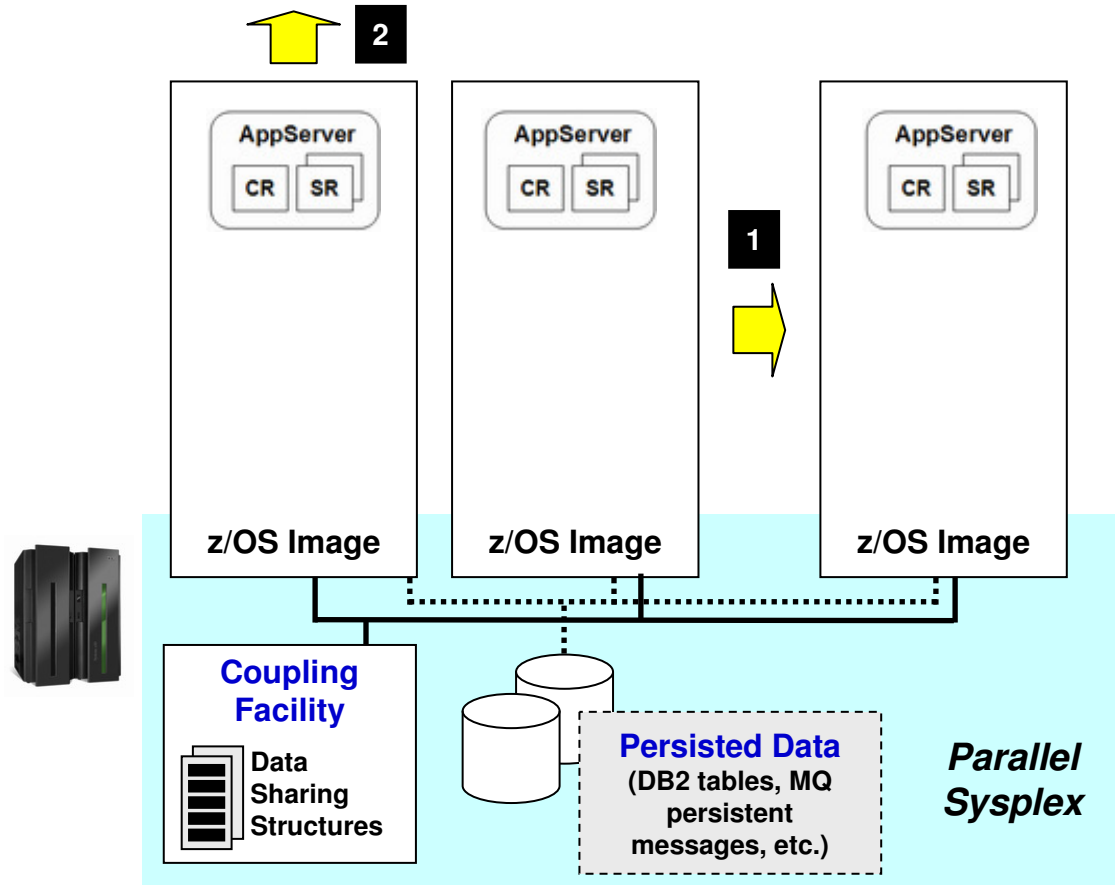 2
AppServer
CR
SR
AppServer
CR
SR
AppServer
CR
SR
1
z/OS Image
z/OS Image
z/OS Image
Coupling
Facility
Data
Sharing
Structures
Persisted Data
(DB2 tables, MQ
persistent
messages, etc.)
Parallel
Sysplex